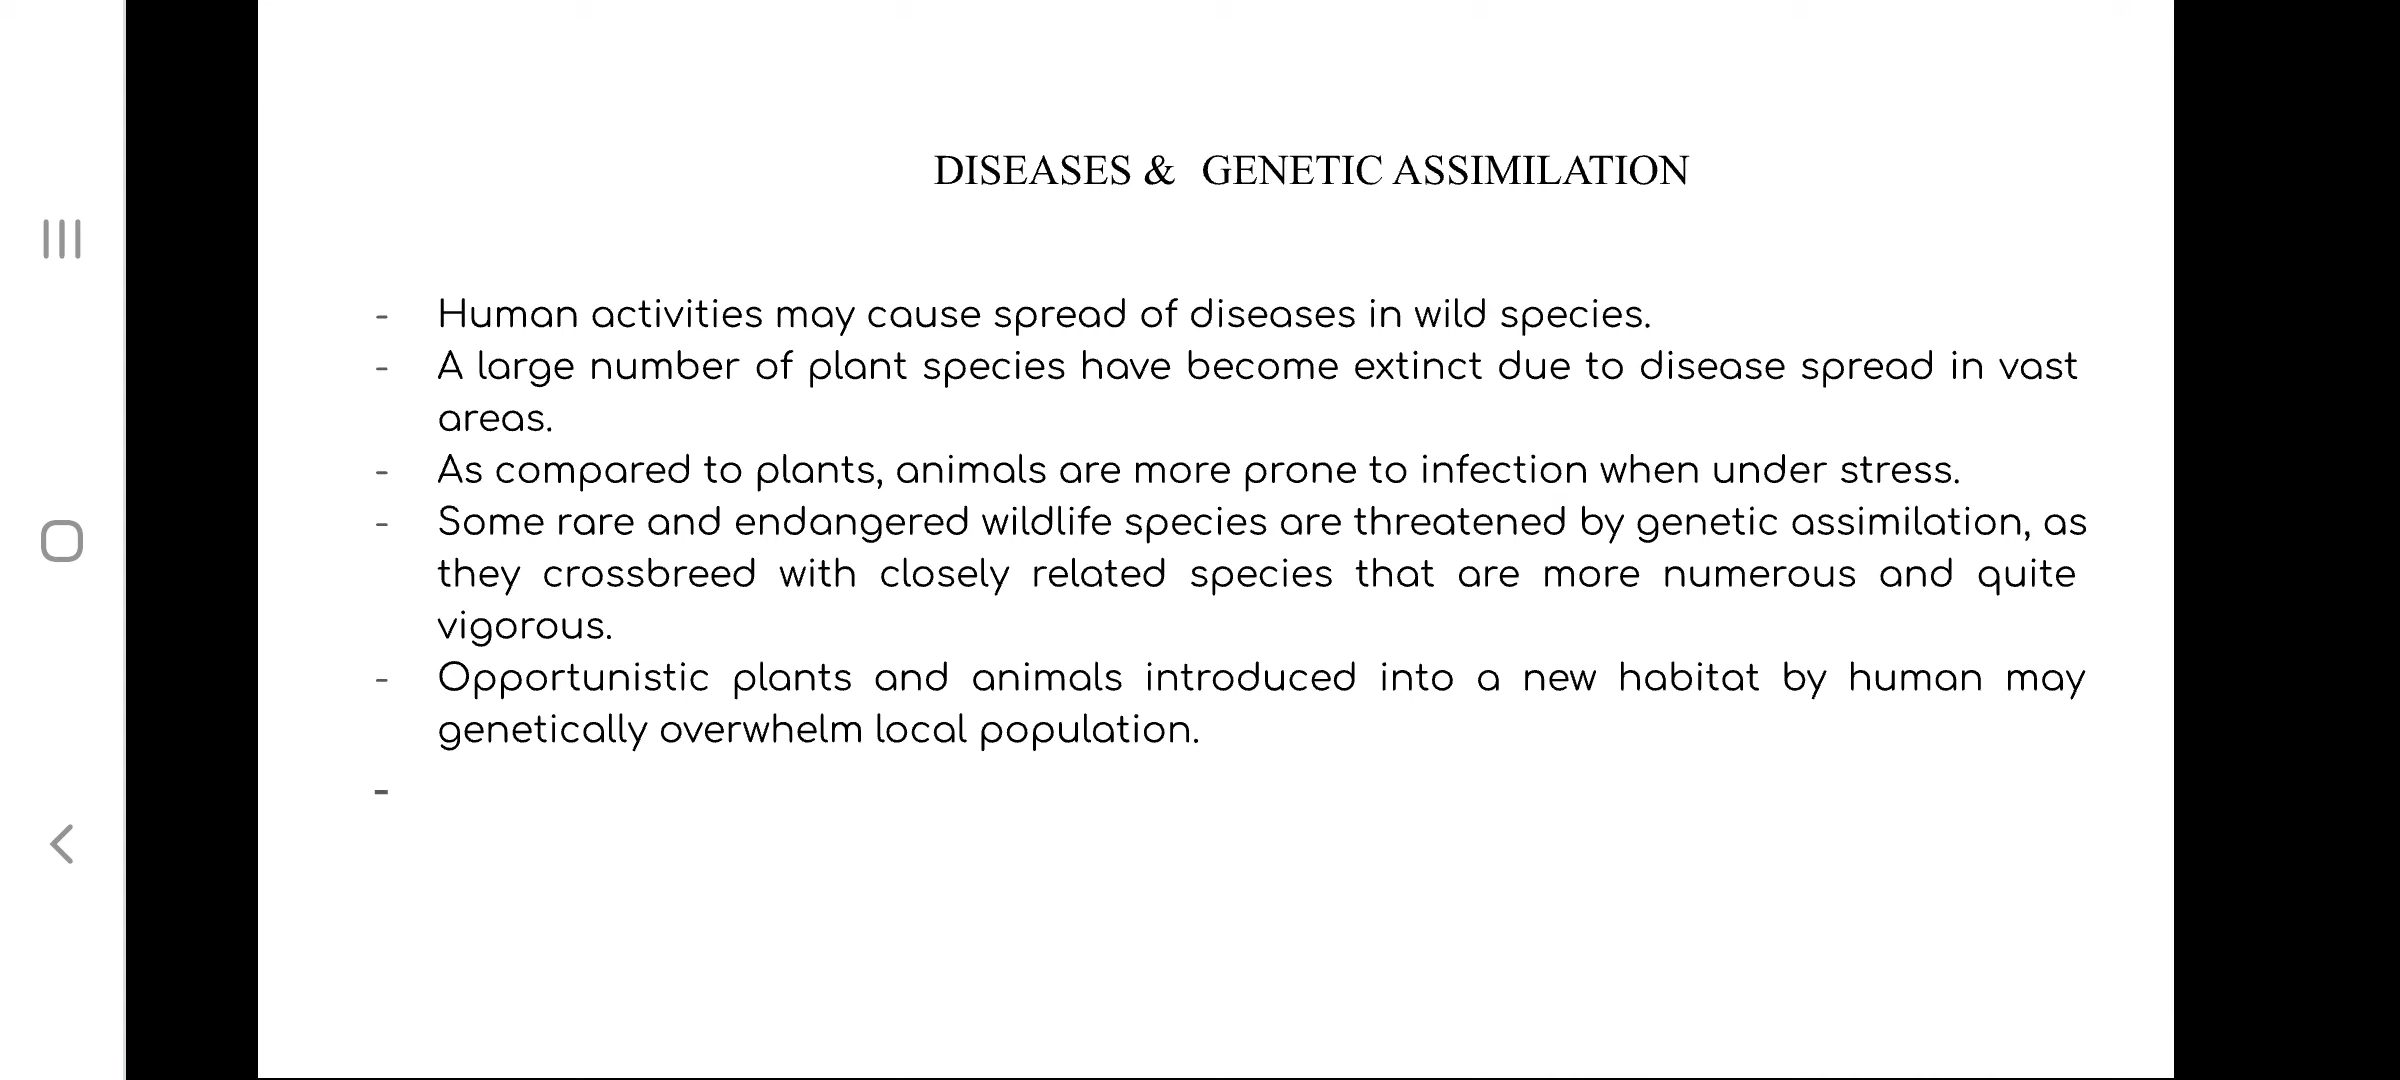 DISEASES & GENETIC ASSIMILATION
- Human activities may cause spread of diseases in wild species.
- A large number of plant species have become extinct due to disease spread in vast
areas.
- As compared to plants, animals are more prone to infection when under stress.
- Some rare and endangered wildlife species are threatened by genetic assimilation, as
they crossbreed with closely related species that are more numerous and quite
vigorous.
- Opportunistic plants and animals introduced into a new habitat by human may
genetically overwhelm local population.
-